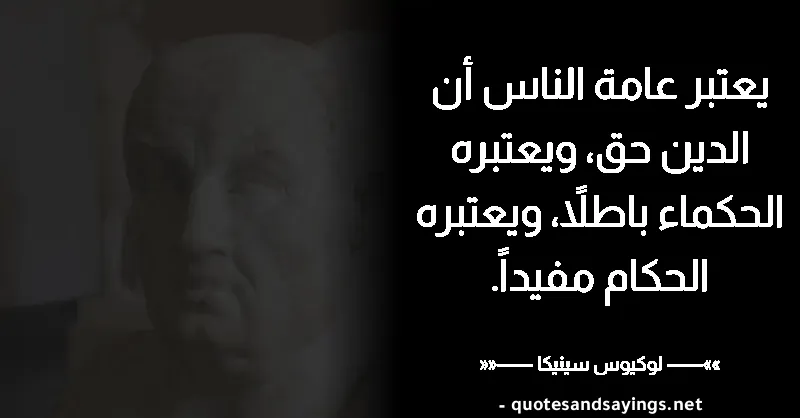 يعتبر عامة الناس أن
الدين حق، ويعتبره
الحكماء باطلًا، ويعتبره
الحكام مفيداً.
»»—— لوكيوس سينيكا ——««
- quotesandsayings.net